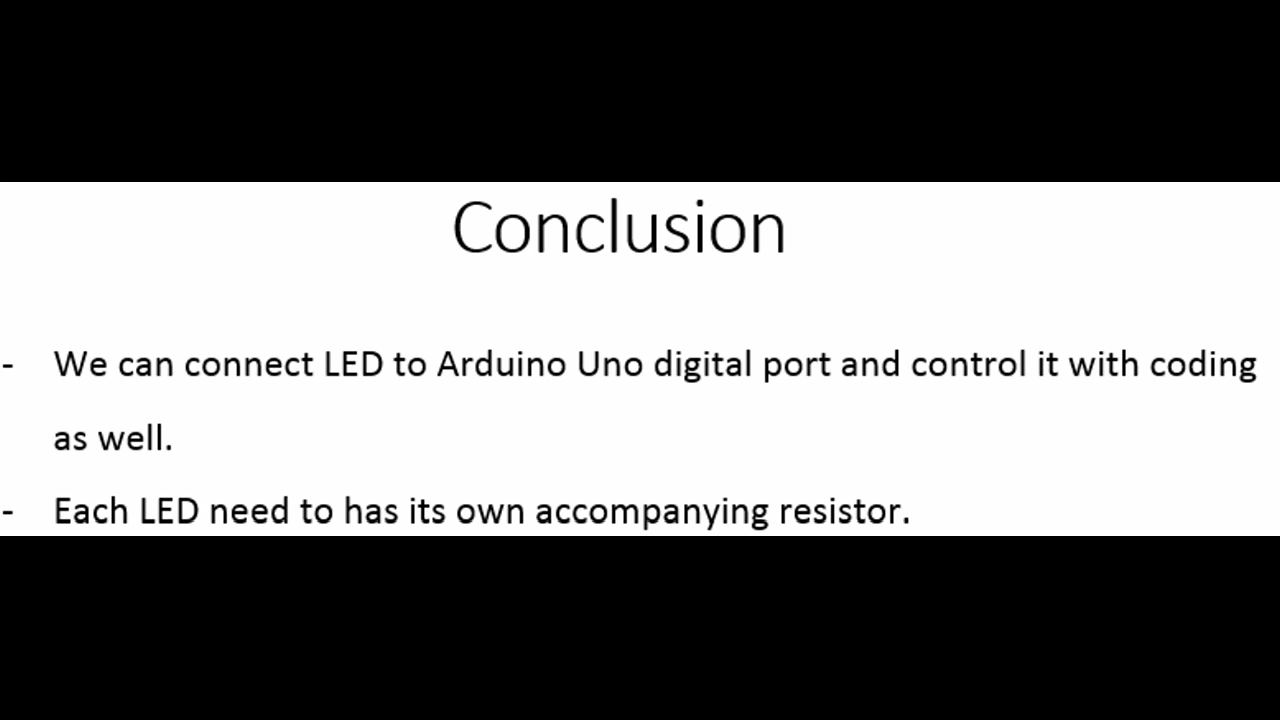 Conclusion
- We can connect LED to Arduino Uno digital port and control it with coding
as well.
- Each LED need to has its own accompanying resistor.